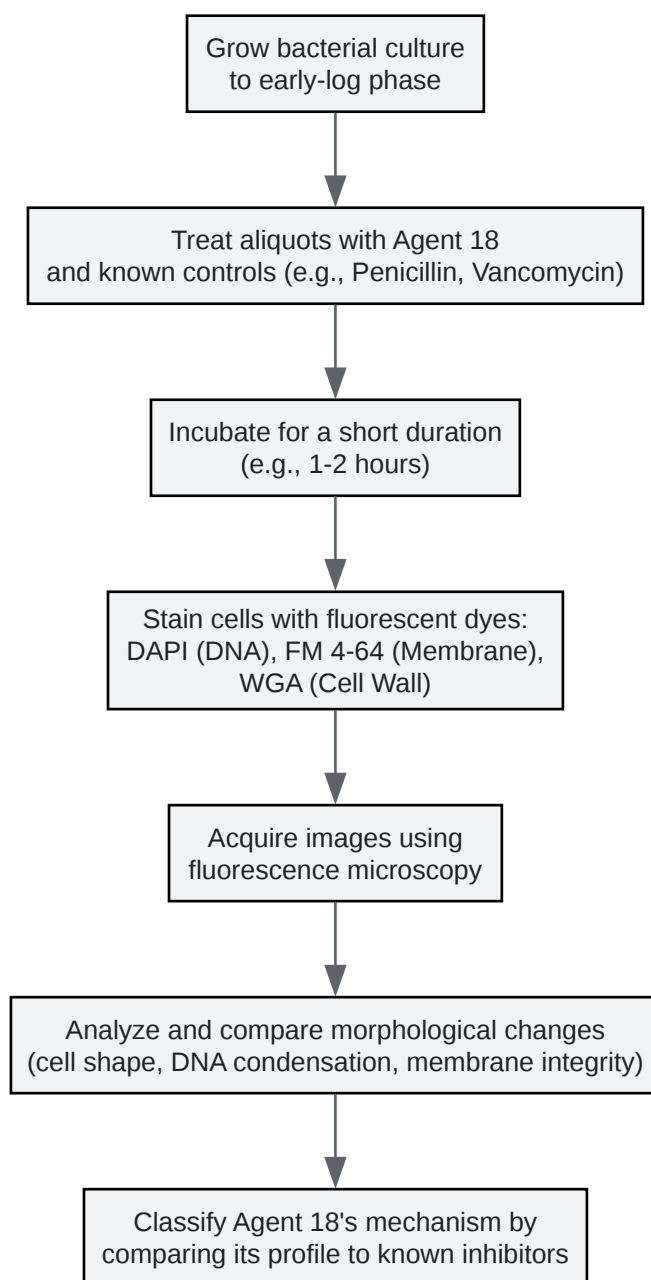 Grow bacterial culture
to early-log phase
Treat aliquots with Agent 18
and known controls (e.g., Penicillin, Vancomycin)
Incubate for a short duration
(e.g., 1-2 hours)
Stain cells with fluorescent dyes:
DAPI (DNA), FM 4-64 (Membrane),
WGA (Cell Wall)
Acquire images using
fluorescence microscopy
Analyze and compare morphological changes
(cell shape, DNA condensation, membrane integrity)
Classify Agent 18's mechanism by
comparing its profile to known inhibitors